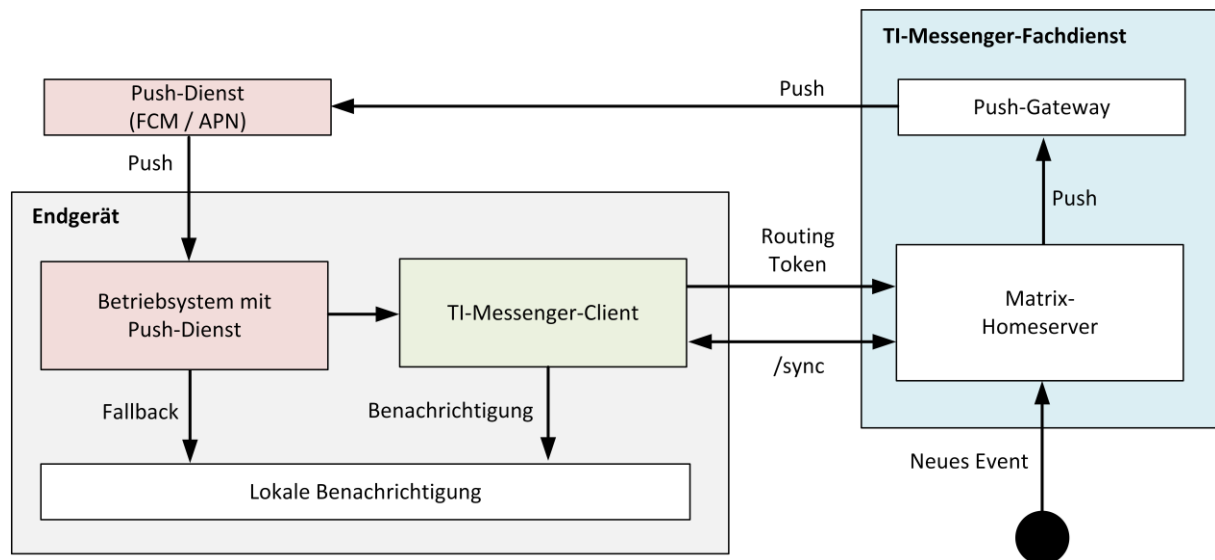 TI-Messenger-Fachdienst
Push-Dienst
(FCM / APN)
Push
Push-Gateway
Push
Push
Endgerät
Routing
Token
Betriebsystem mit
Push-Dienst
TI-Messenger-Client
Matrix-
Homeserver
/sync
Fallback
Benachrichtigung
Neues Event
Lokale Benachrichtigung